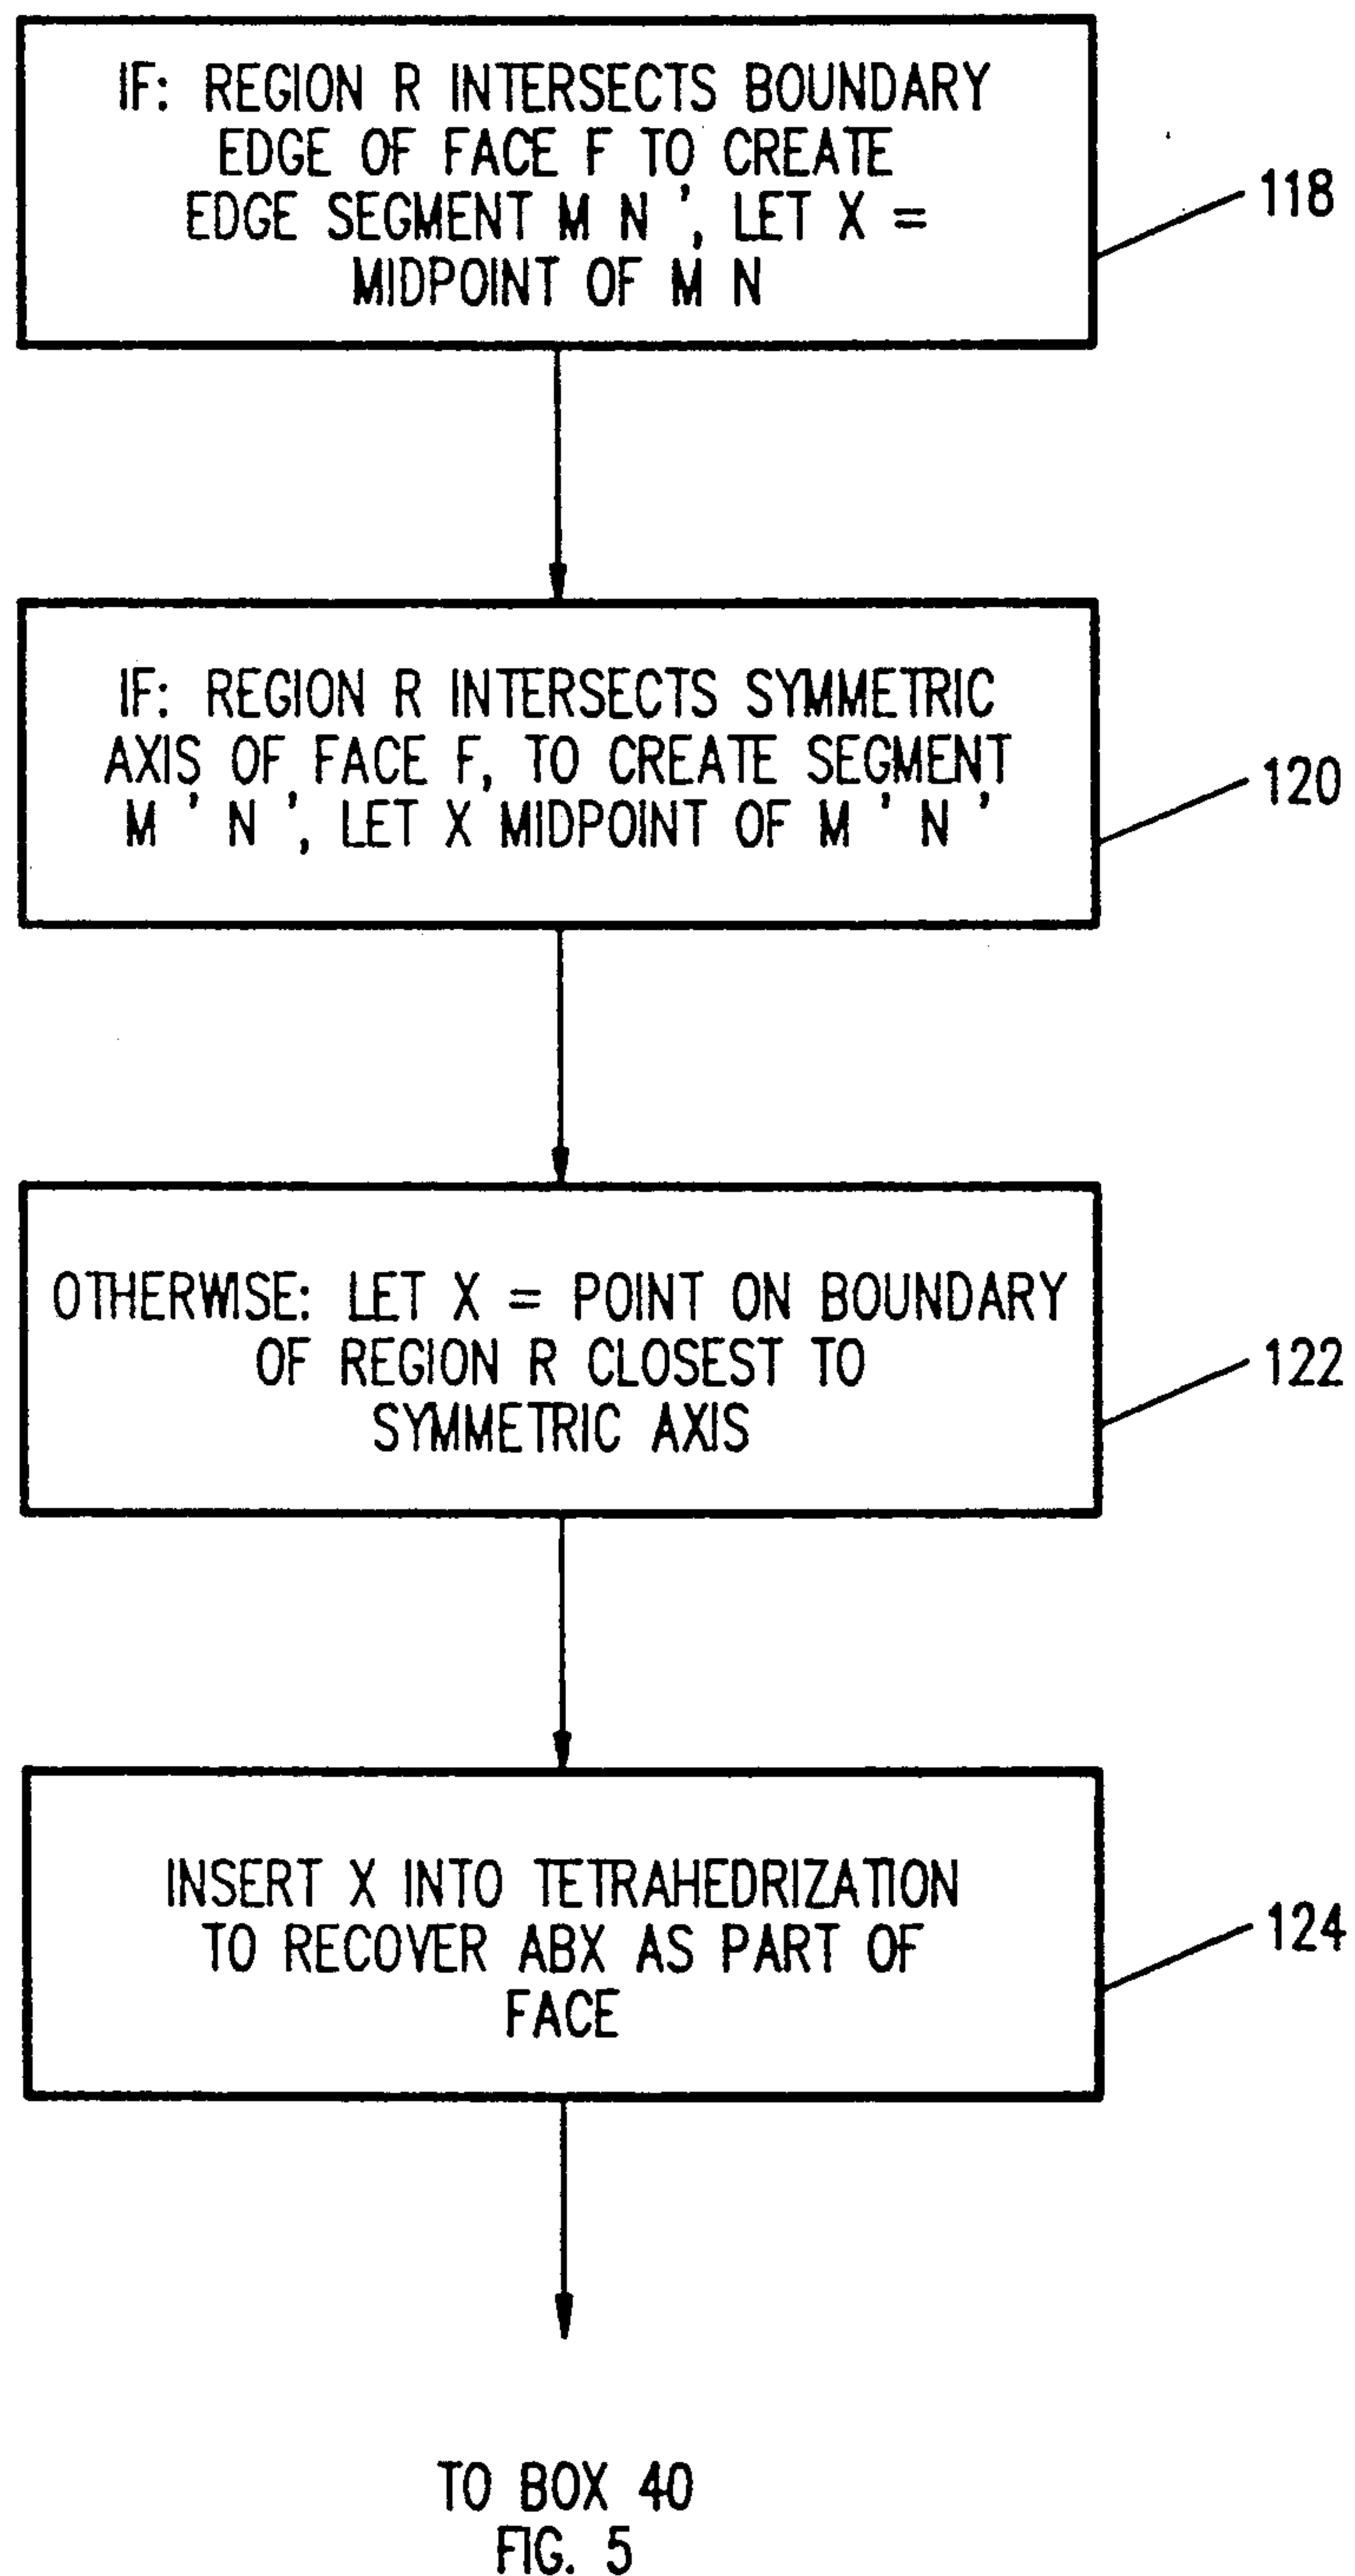 IF: REGION R INTERSECTS BOUNDARY
EDGE OF FACE F TO CREATE
EDGE SEGMENT M N ', LET X =
MIDPOINT OF M N
118
IF: REGION R INTERSECTS SYMMETRIC
AXIS OF FACE F, TO CREATE SEGMENT
M ' N ', LET X MIDPOINT OF M ' N '
120
OTHERWISE: LET X = POINT ON BOUNDARY
OF REGION R CLOSEST TO
SYMMETRIC AXIS
122
INSERT X INTO TETRAHEDRIZATION
TO RECOVER ABX AS PART OF
FACE
124
TO BOX 40
FIG. 5